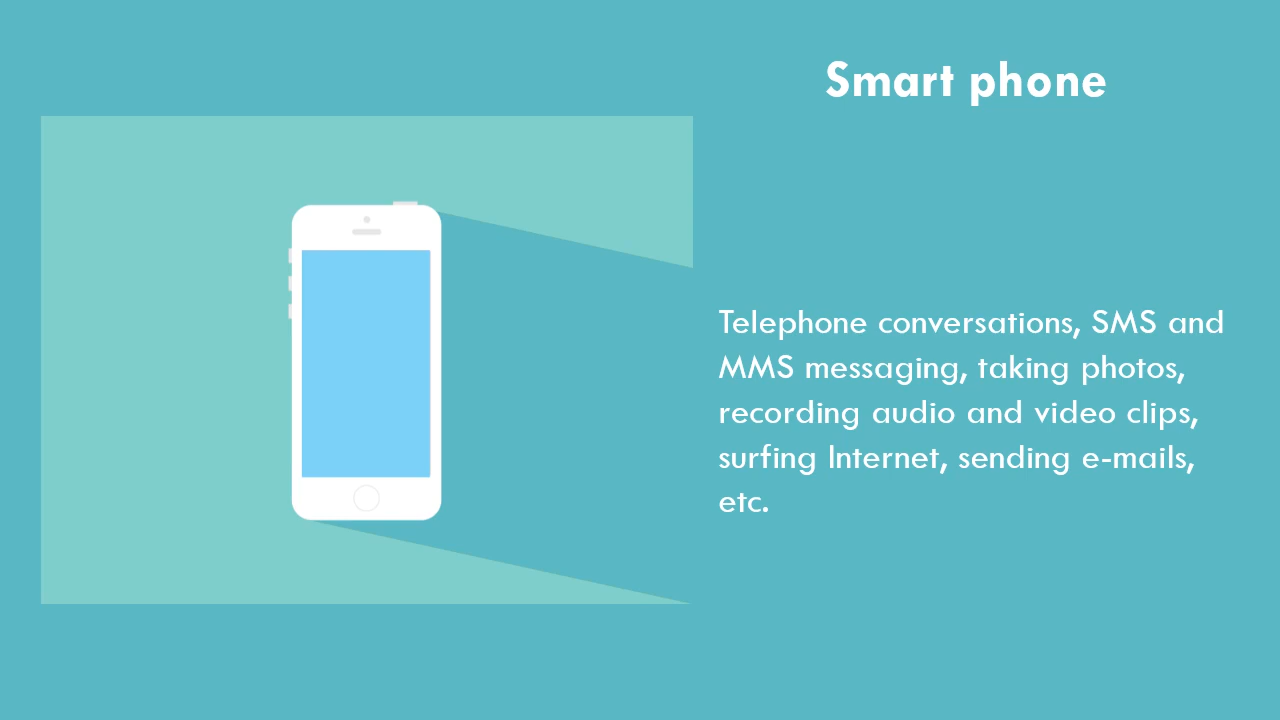 Smart phone
Telephone conversations, SMS and
MMS messaging, taking photos,
recording audio and video clips,
surfing Internet, sending e-mails,
etc.